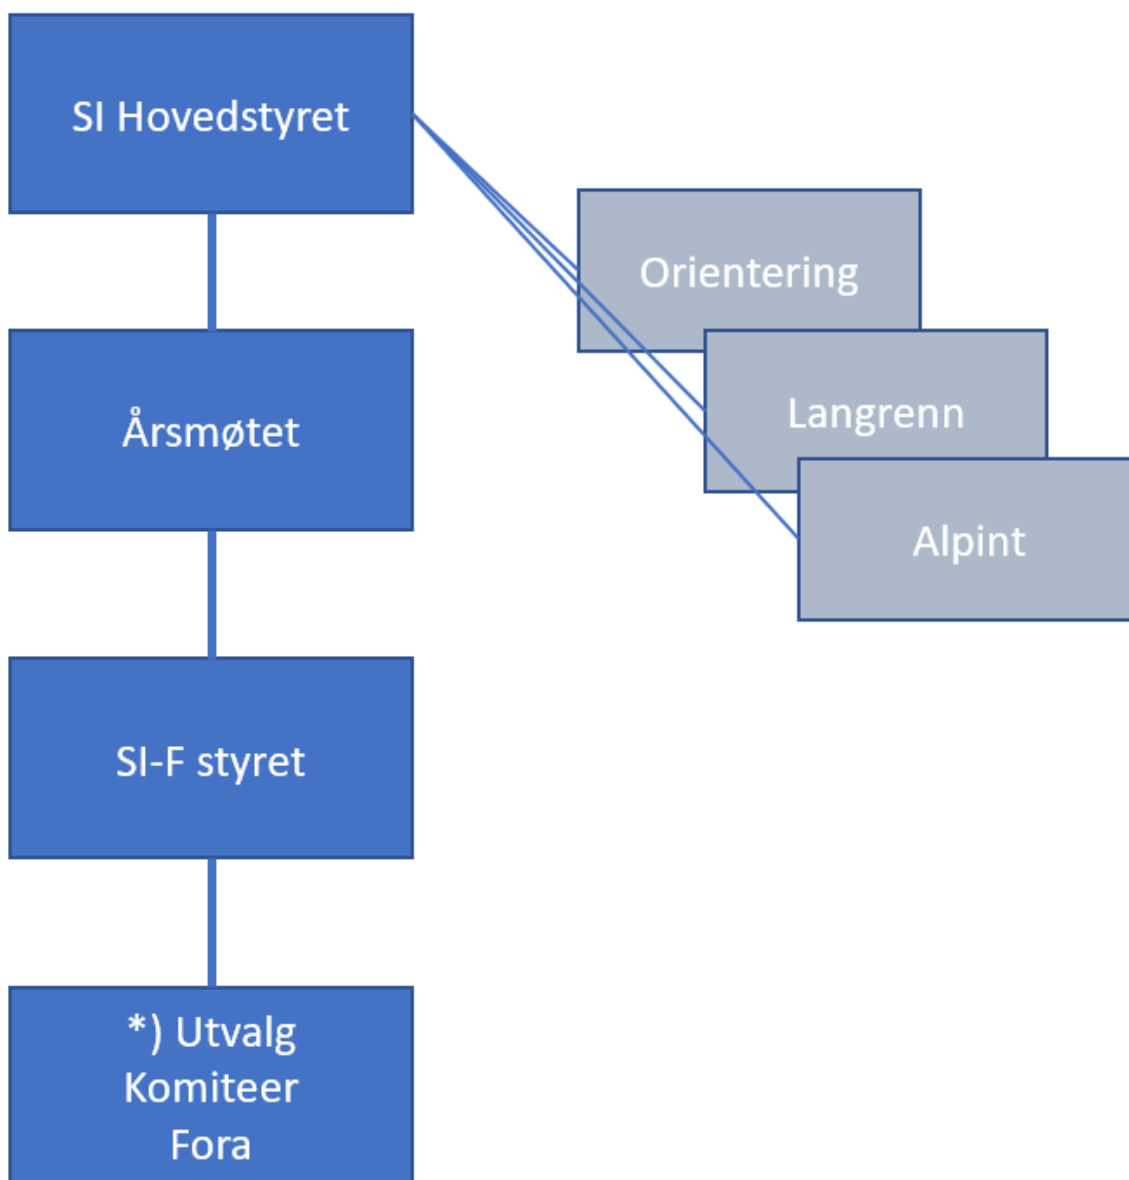 SI Hovedstyret
Orientering
Langrenn
Årsmøtet
Alpint
SI-F styret
*) Utvalg
Komiteer
Fora